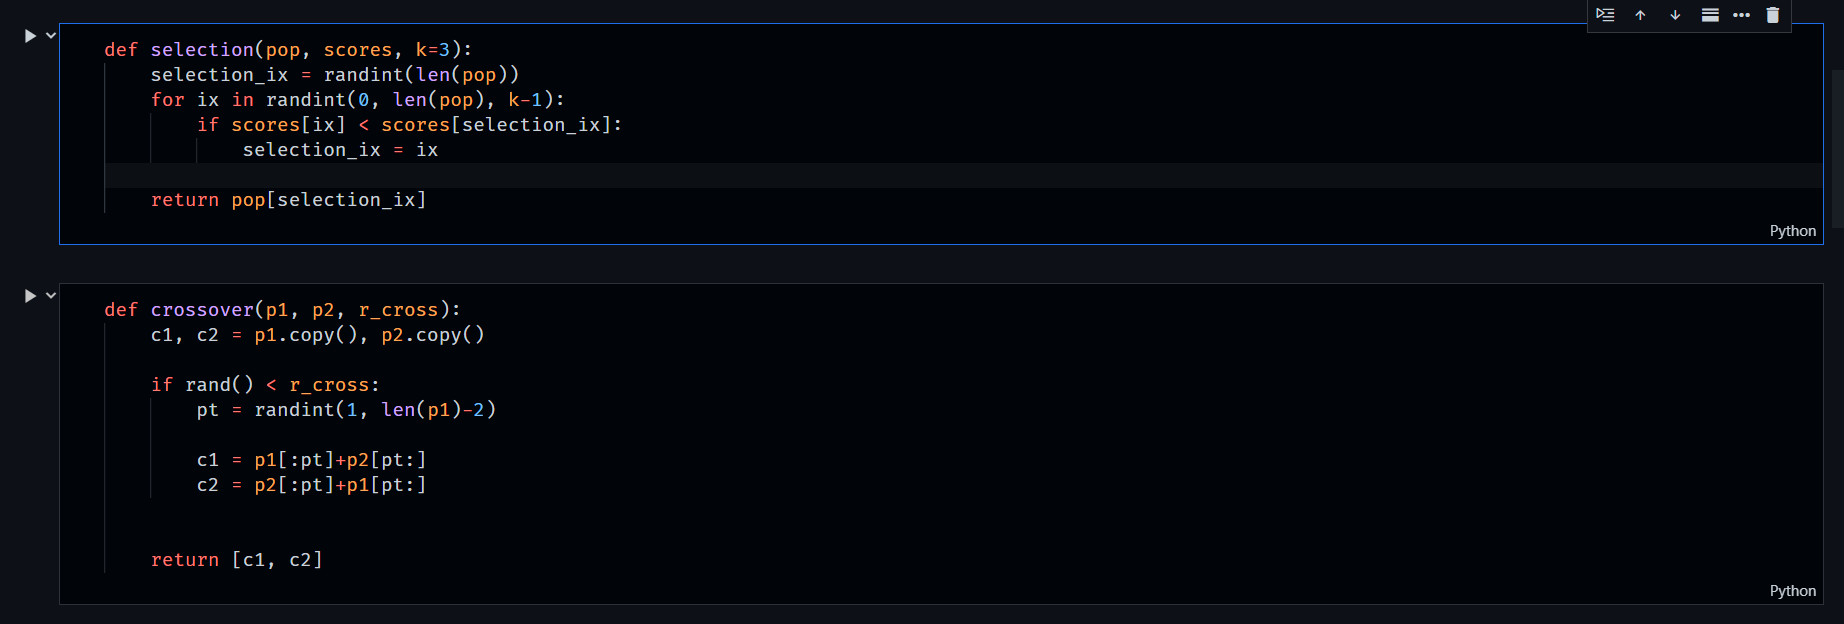 def selection(pop, scores, k=3):
    selection_ix = randint(len(pop))
    for ix in randint(0, len(pop), k-1):
        if scores[ix] < scores[selection_ix]:
            selection_ix = ix
    return pop[selection_ix]
Python
def crossover(p1, p2, r_cross):
    c1, c2 = p1.copy(), p2.copy()
    if rand() < r_cross:
        pt = randint(1, len(p1)-2)
        c1 = p1[:pt]+p2[pt:]
        c2 = p2[:pt]+p1[pt:]
    return [c1, c2]
Python